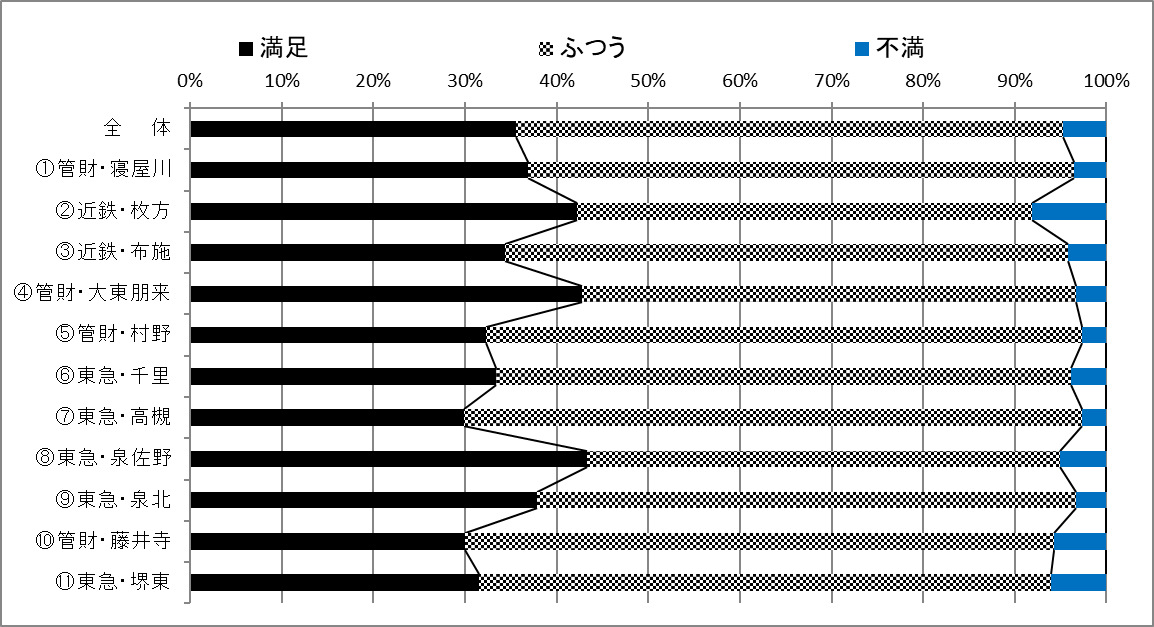 満足 ふつう 不満
0% 10% 20% 30% 40% 50% 60% 70% 80% 90% 100%
全 体
①管財・寝屋川
②近鉄・枚方
③近鉄・布施
④管財・大東朋来
⑤管財・村野
⑥東急・千里
⑦東急・高槻
⑧東急・泉佐野
⑨東急・泉北
⑩管財・藤井寺
⑪東急・堺東